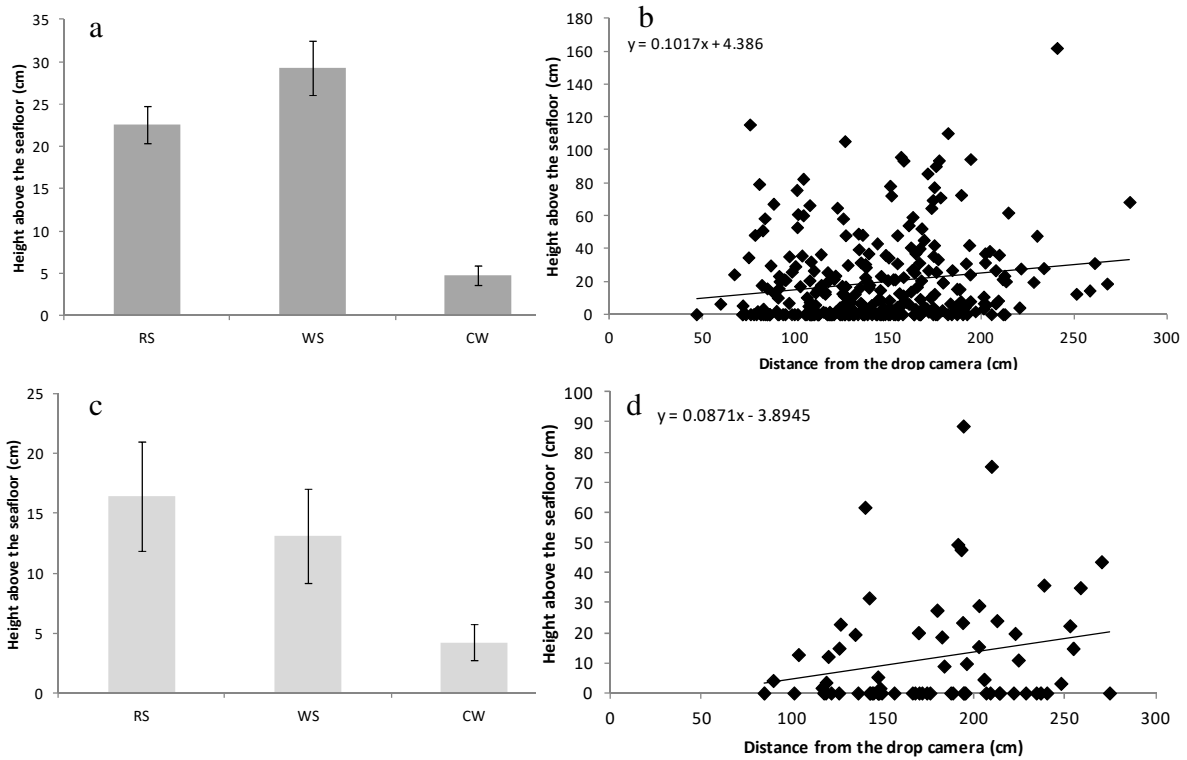 a
Height above the seafloor (cm)
35
30
25
20
15
10
5
0
RS WS CW
b
y = 0.1017x + 4.386
Height above the seafloor (cm)
180
160
140
120
100
80
60
40
20
0
0 50 100 150 200 250 300
Distance from the drop camera (cm)
c
Height above the seafloor (cm)
25
20
15
10
5
0
RS WS CW
d
y = 0.0871x - 3.8945
Height above the seafloor (cm)
100
90
80
70
60
50
40
30
20
10
0
0 50 100 150 200 250 300
Distance from the drop camera (cm)